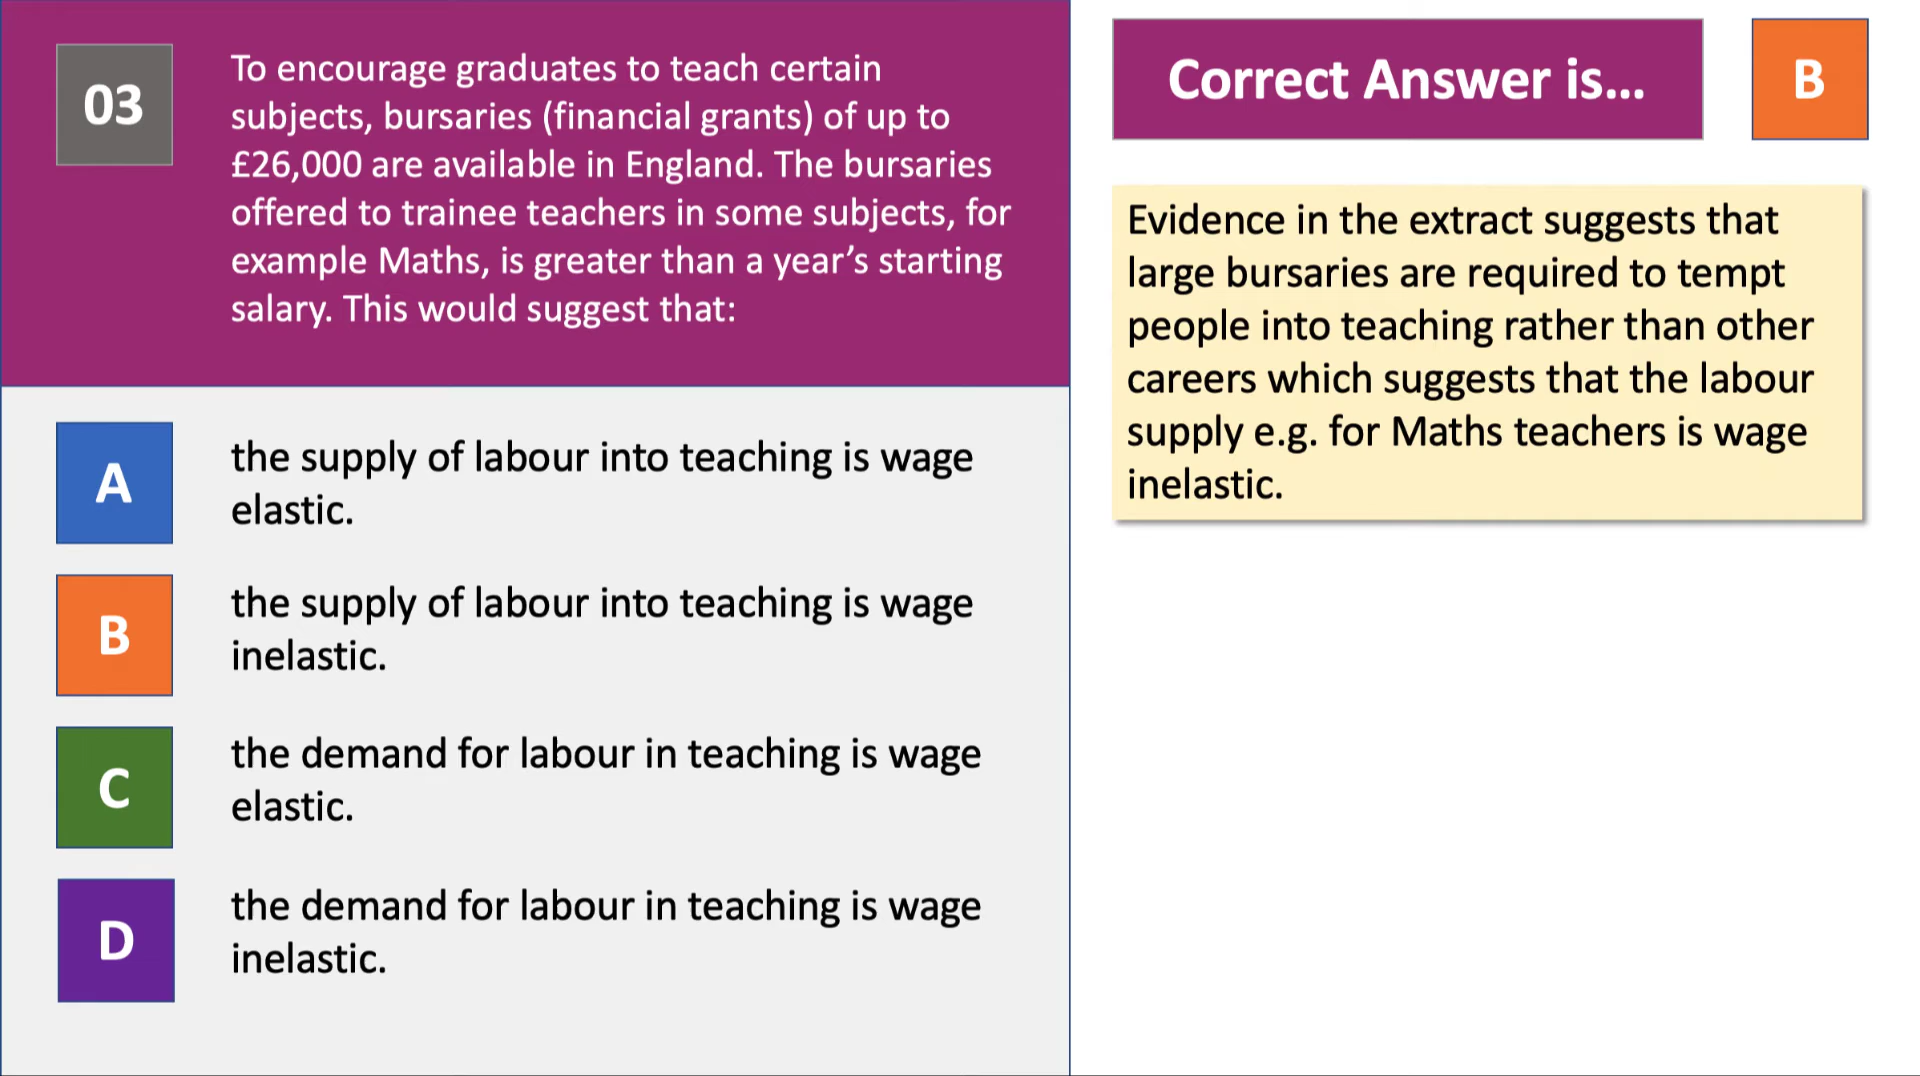 03
To encourage graduates to teach certain
subjects, bursaries (financial grants) of up to
£26,000 are available in England. The bursaries
offered to trainee teachers in some subjects, for
example Maths, is greater than a year’s starting
salary. This would suggest that:
A
the supply of labour into teaching is wage
elastic.
B
the supply of labour into teaching is wage
inelastic.
C
the demand for labour in teaching is wage
elastic.
D
the demand for labour in teaching is wage
inelastic.
Correct Answer is...
B
Evidence in the extract suggests that
large bursaries are required to tempt
people into teaching rather than other
careers which suggests that the labour
supply e.g. for Maths teachers is wage
inelastic.